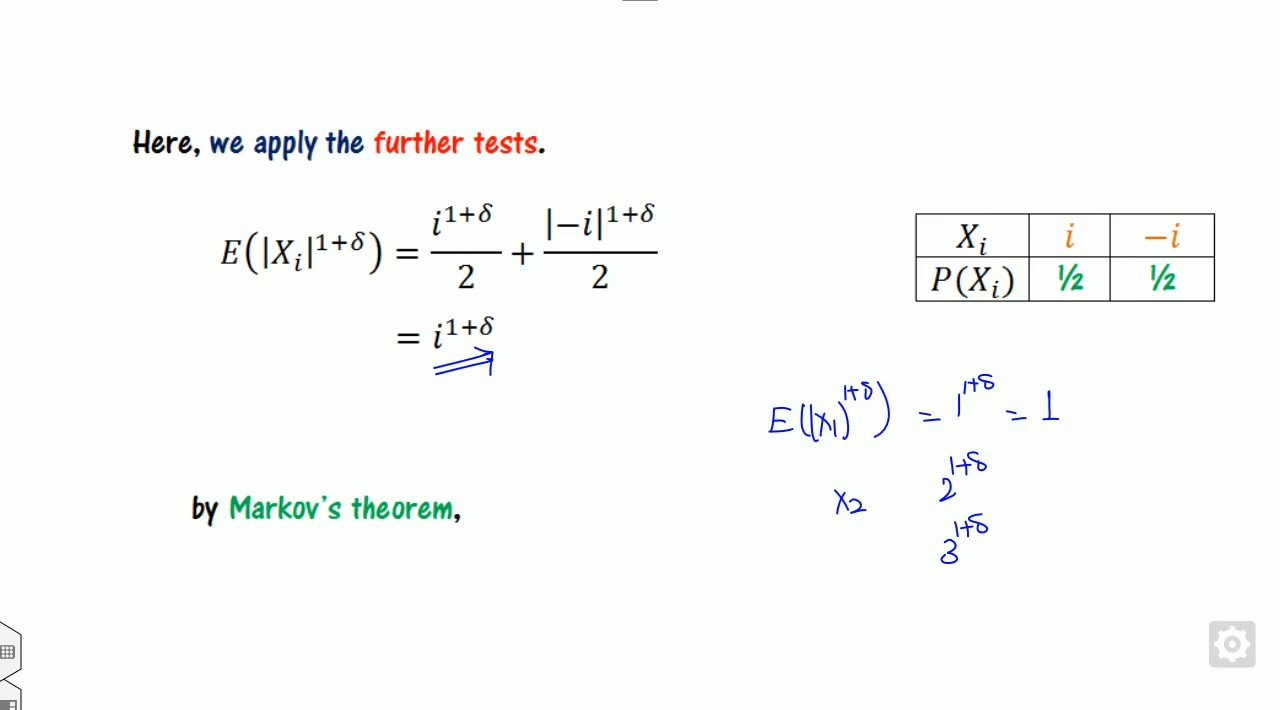 Here, we apply the further tests.
E(|X_i|^{1+δ}) = i^{1+δ}/2 + |−i|^{1+δ}/2
= i^{1+δ}
X_i i −i
P(X_i) ½ ½
E(|x_1)^{1+δ}) = 1^{1+δ} = 1
x_2 2^{1+δ}
3^{1+δ}
by Markov's theorem,